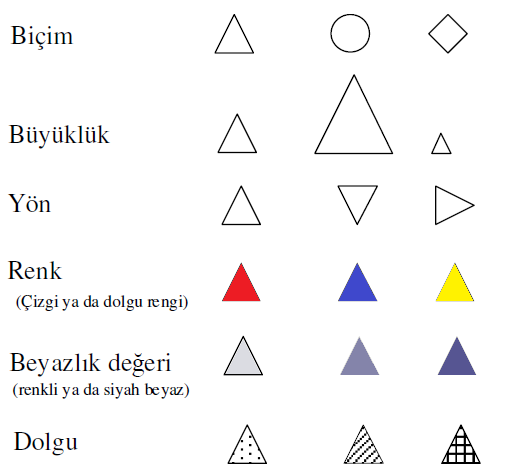 Biçim
Büyüklük
Yön
Renk
(Çizgi ya da dolgu rengi)
Beyazlık değeri
(renkli ya da siyah beyaz)
Dolgu